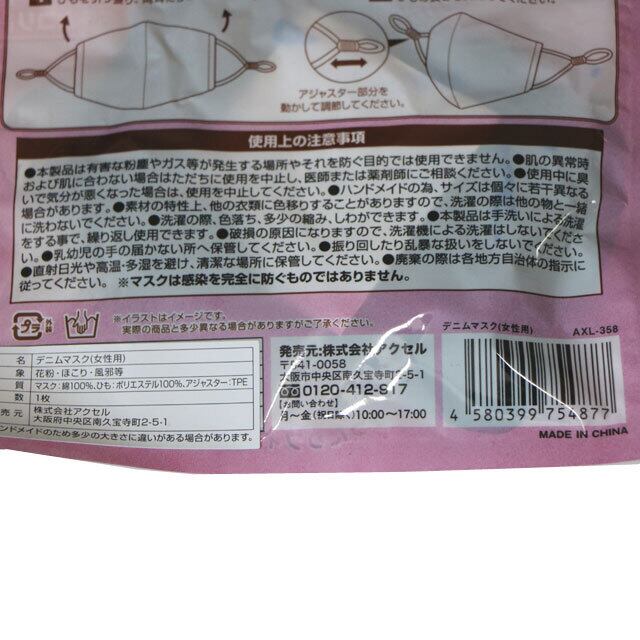 アジャスター部分を
動かして調節してください。
使用上の注意事項
●本製品は有害な粉塵やガス等が発生する場所やそれを防ぐ目的では使用できません。●肌の異常時
および肌に合わない場合はただちに使用を中止し、医師または薬剤師にご相談ください。●使用中に臭
いで気分が悪くなった場合は、使用を中止してください。●ハンドメイドの為、サイズは個々に若干異なる
場合があります。●素材の特性上、他の衣類に色移りすることがありますので、洗濯の際は他の物と一緒
に洗わないでください。●洗濯の際、色落ち、多少の縮み、しわができます。●本製品は手洗いによる洗濯
をする事で、繰り返し使用できます。●破損の原因になりますので、洗濯機による洗濯はしないでくださ
い。●乳幼児の手の届かない所へ保管してください。●振り回したり乱暴な扱いをしないでください。
●直射日光や高温・多湿を避け、清潔な場所に保管してください。●廃棄の際は各地方自治体の指示に
従ってください。 ※マスクは感染を完全に防ぐものではありません。
プラ 外装
※イラストはイメージです。
実際の商品と多少異なる場合がありますがご了承ください。
名 デニムマスク(女性用)
象 花粉・ほこり・風邪等
質 マスク:綿100%、ひも:ポリエステル100%、アジャスター:TPE
数 1枚
売元 株式会社アクセル
大阪府中央区南久宝寺町2-5-1
ンドメイドのため多少の大きさに違いがある場合があります。
発売元:株式会社アクセル
〒541-0058
大阪市中央区南久宝寺町2-5-1
0120-412-917
【お問い合わせ】
月~金(祝日除く)10:00~17:00
デニムマスク(女性用) AXL-358
4 580399 754877
MADE IN CHINA